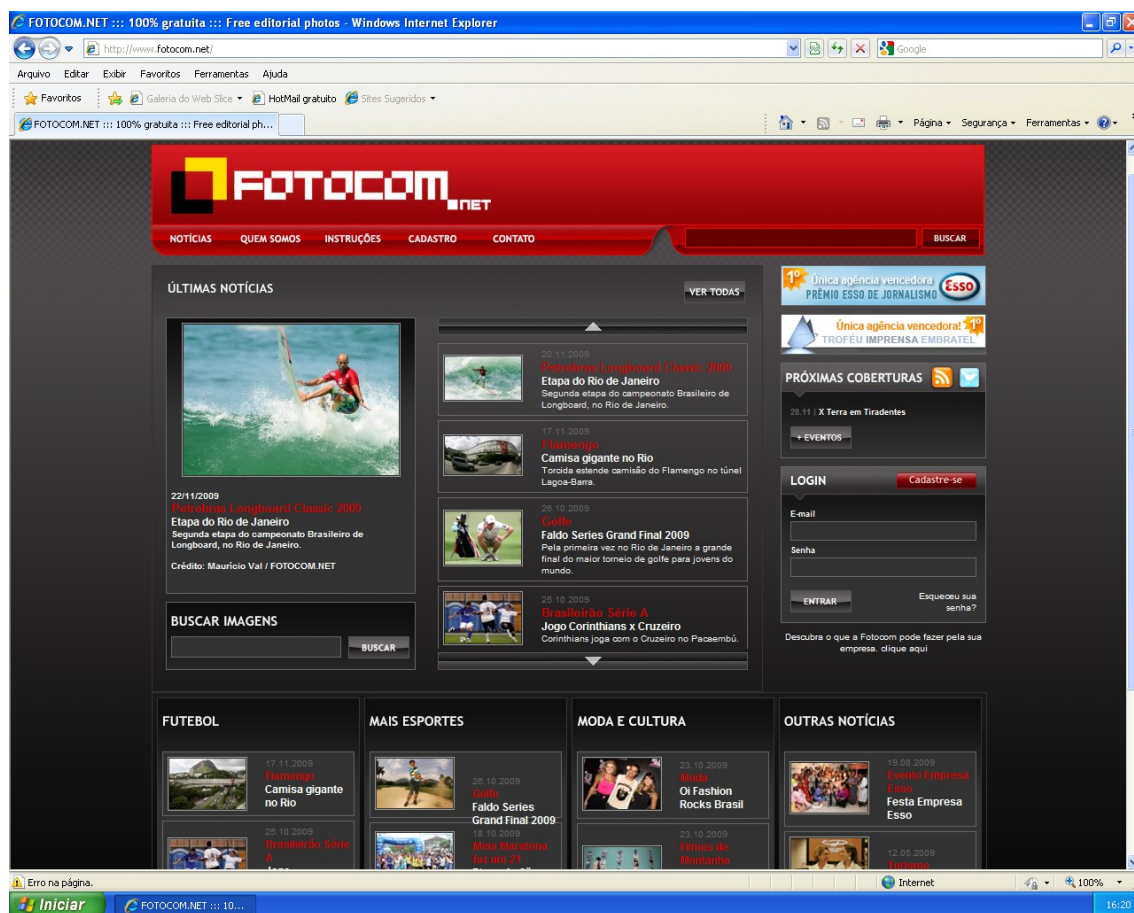 FOTOCOM.NET ::: 100% gratuita ::: Free editorial photos - Windows Internet Explorer
http://www.fotocom.net/
Google
Arquivo Editar Exibir Favoritos Ferramentas Ajuda
Favoritos Galeria do Web Slice HotMail gratuito Sites Sugeridos
FOTOCOM.NET ::: 100% gratuita ::: Free editorial ph...
Página Segurança Ferramentas
FOTOCOM.NET
NOTÍCIAS QUEM SOMOS INSTRUÇÕES CADASTRO CONTATO
BUSCAR
ÚLTIMAS NOTÍCIAS
VER TODAS
22/11/2009
Petrobras Longboard Classic 2009
Etapa do Rio de Janeiro
Segunda etapa do campeonato Brasileiro de
Longboard, no Rio de Janeiro.
Crédito: Mauricio Val / FOTOCOM.NET
BUSCAR IMAGENS
BUSCAR
Petrobras Longboard Classic 2009
Etapa do Rio de Janeiro
Segunda etapa do campeonato Brasileiro de
Longboard, no Rio de Janeiro.
17.11.2009
Flamengo
Camisa gigante no Rio
Torcida estende camisão do Flamengo no túnel
Lagoa-Barra.
26.10.2009
Golfe
Faldo Series Grand Final 2009
Pela primeira vez no Rio de Janeiro a grande
final do maior torneio de golfe para jovens do
mundo.
25.10.2009
Brasileirão Série A
Jogo Corinthians x Cruzeiro
Corinthians joga com o Cruzeiro no Pacaembú.
1º Única agência vencedora
PRÊMIO ESSO DE JORNALISMO
Esso
Única agência vencedora! 1º
TROFÉU IMPRENSA EMBRATEL
PRÓXIMAS COBERTURAS
28.11 | X Terra em Tiradentes
+ EVENTOS
LOGIN
Cadastre-se
E-mail
Senha
ENTRAR
Esqueceu sua
senha?
Descubra o que a Fotocom pode fazer pela sua
empresa. clique aqui
FUTEBOL
17.11.2009
Flamengo
Camisa gigante
no Rio
25.10.2009
Brasileirão Série
A
MAIS ESPORTES
26.10.2009
Golfe
Faldo Series
Grand Final 2009
18.10.2009
Meia Maratona
faz um 21
MODA E CULTURA
23.10.2009
Moda
Oi Fashion
Rocks Brasil
23.10.2009
Filmes de
Montanha
OUTRAS NOTÍCIAS
19.08.2009
Evento Empresa
Esso
Festa Empresa
Esso
12.05.2009
Turismo
Erro na página.
Internet
100%
Iniciar
FOTOCOM.NET ::: 10...
16:20